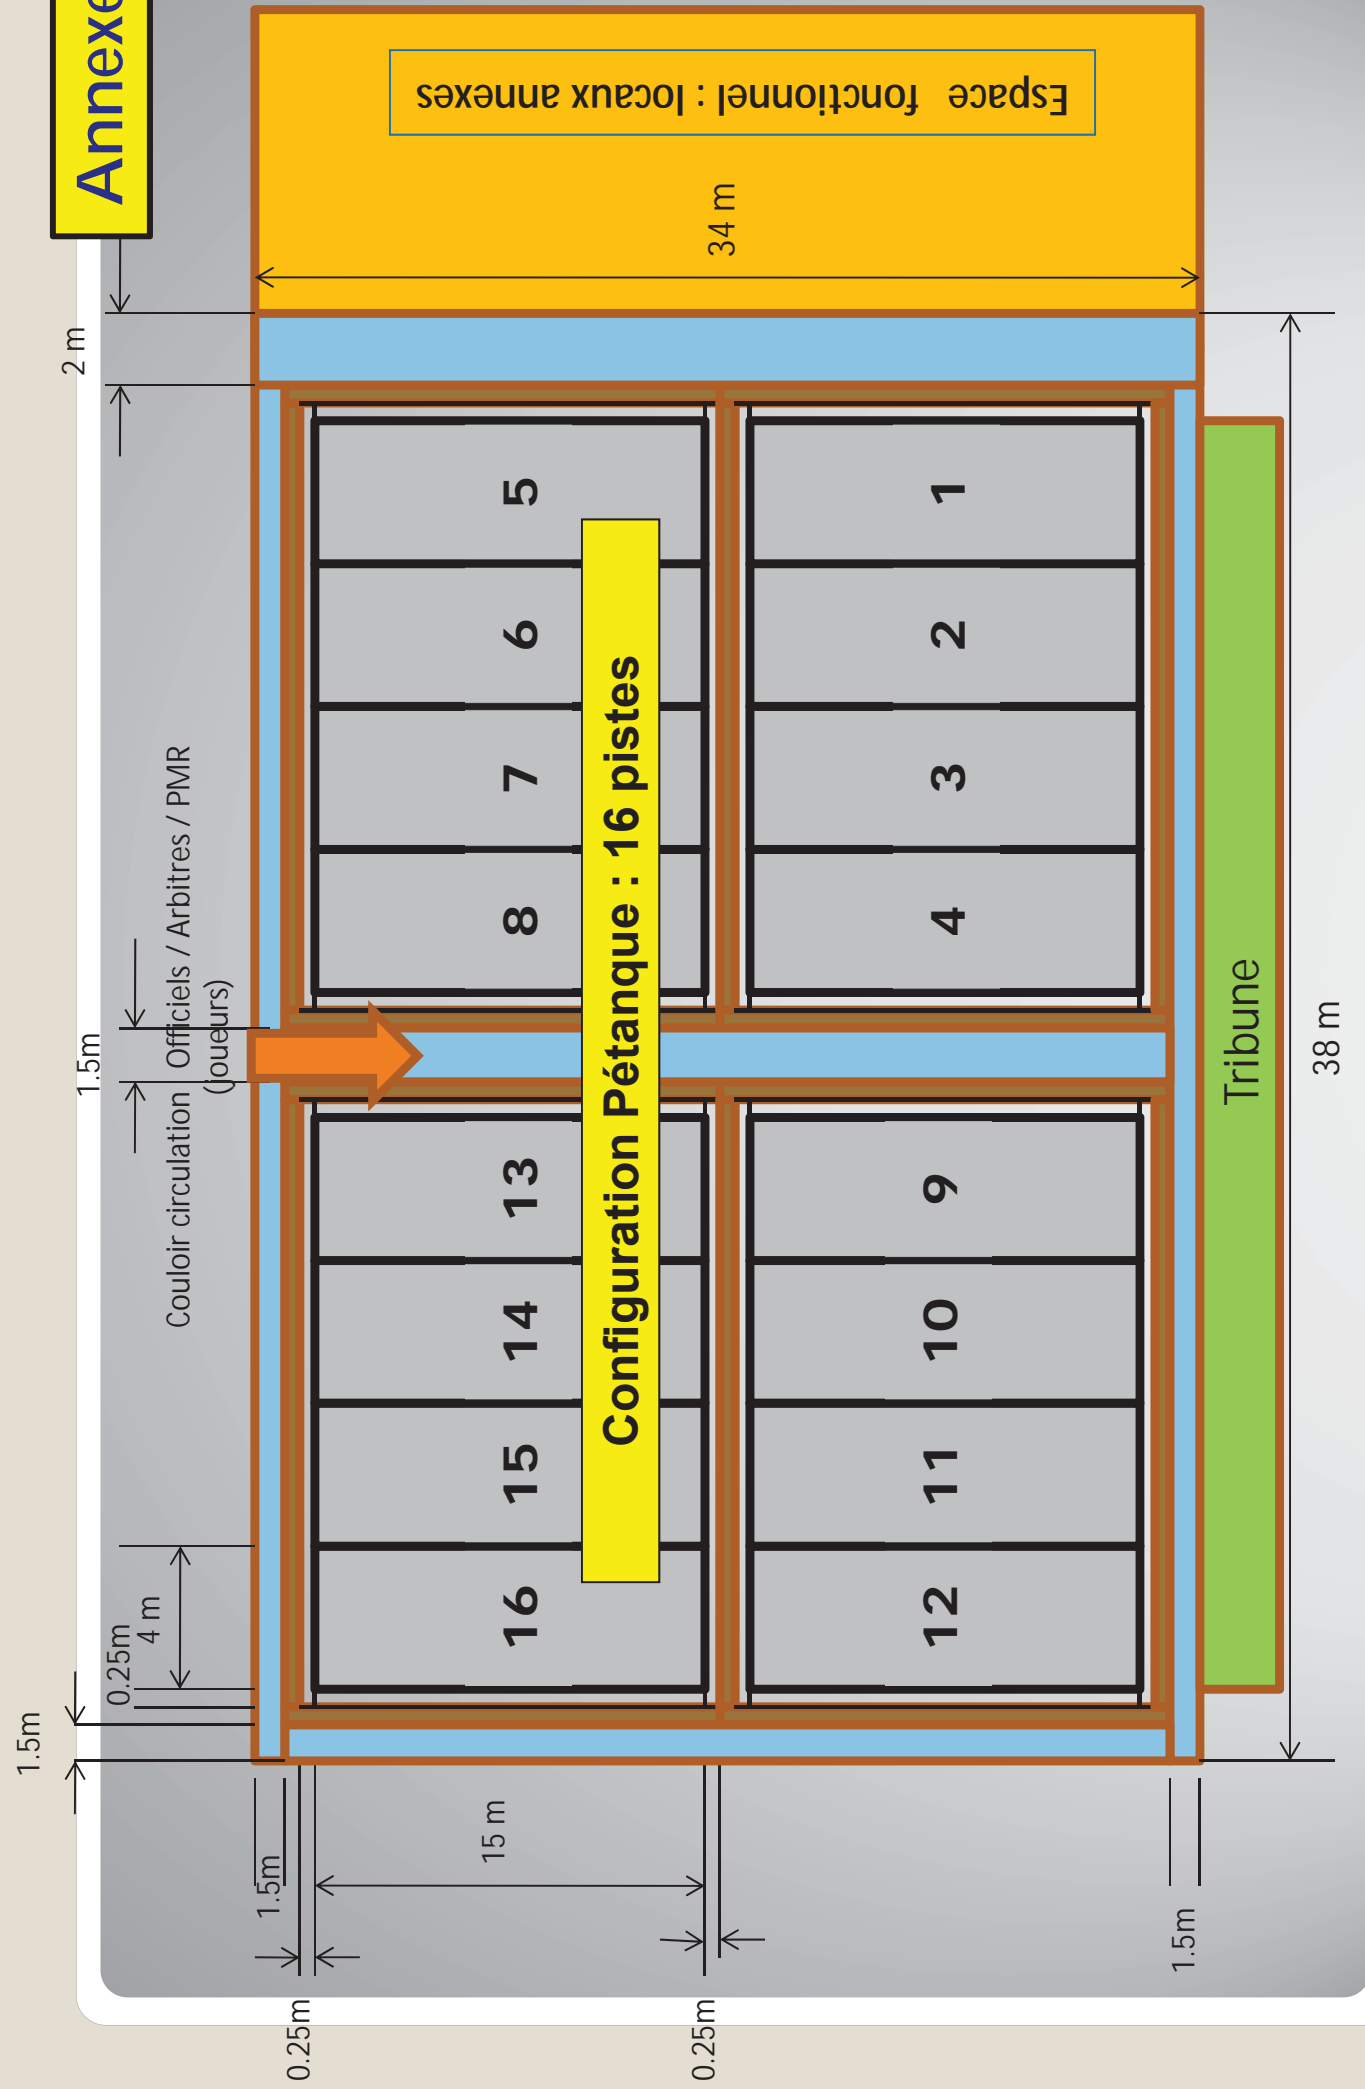 Annexe
Espace fonctionnel : locaux annexes
34 m
2 m
1.5m
Couloir circulation Officiels / Arbitres / PMR
(joueurs)
0.25m
4 m
1.5m
16
15
14
13
8
7
6
5
Configuration Pétanque : 16 pistes
12
11
10
9
4
3
2
1
Tribune
38 m
1.5m
15 m
0.25m
0.25m
1.5m